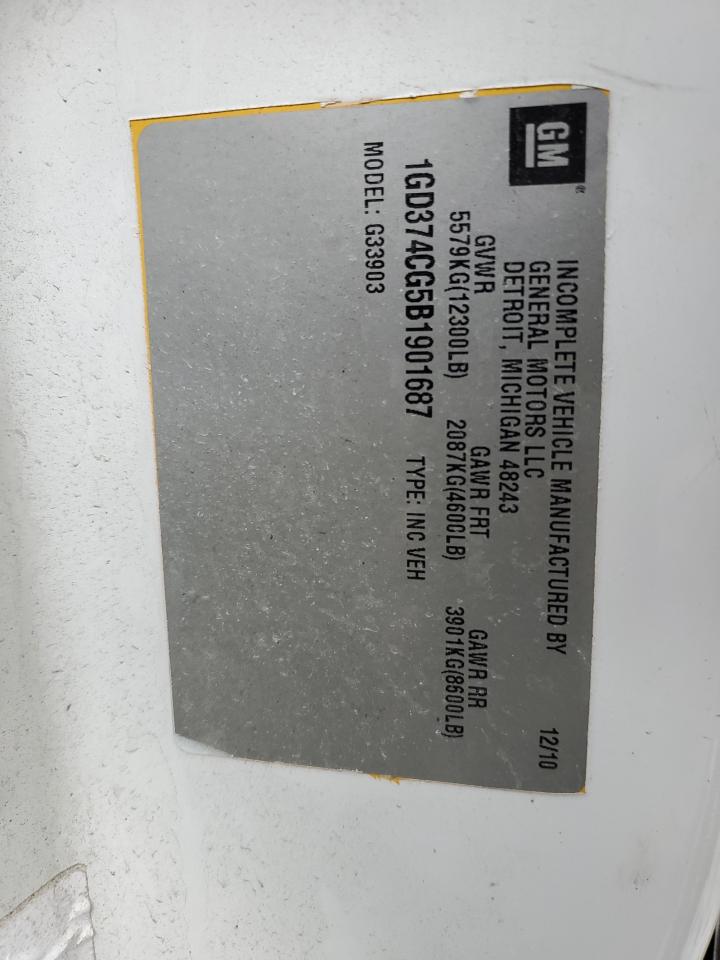 GM
INCOMPLETE VEHICLE MANUFACTURED BY
GENERAL MOTORS LLC
DETROIT, MICHIGAN 48243
12/10
GVWR GAWR FRT GAWR RR
5579KG(12300LB) 2087KG(4600LB) 3901KG(8600LB)
1GD374CG5B1901687 TYPE: INC VEH
MODEL: G33903